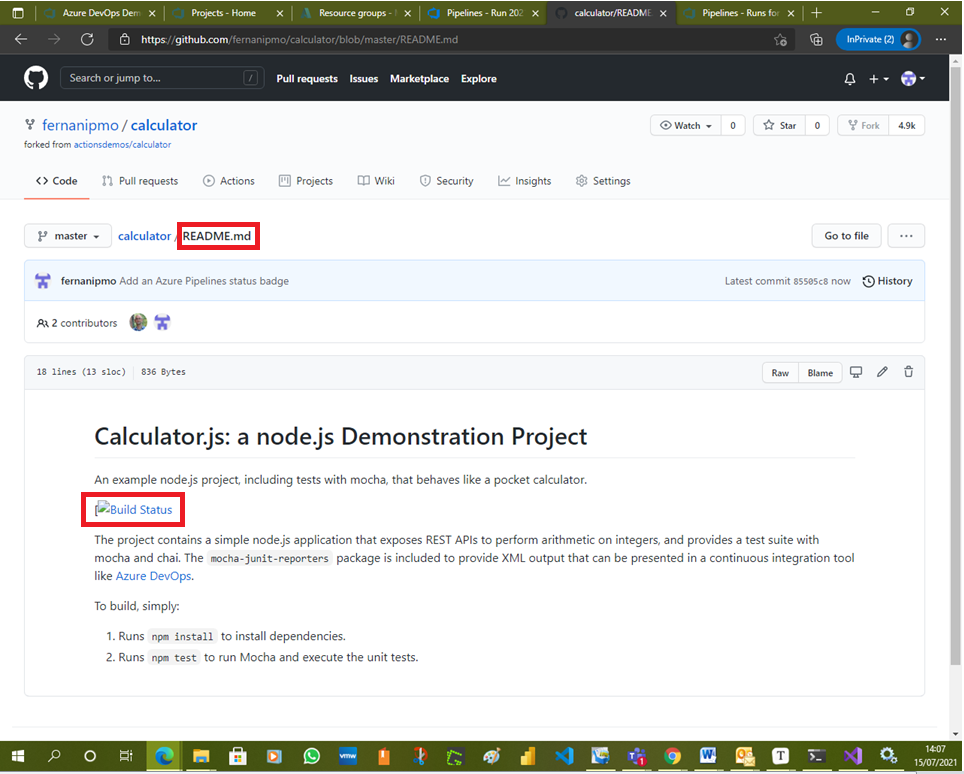 Azure DevOps Dem
Projects - Home
Resource groups -
Pipelines - Run 202
calculator/README.
Pipelines - Runs for
https://github.com/fernanipmo/calculator/blob/master/README.md
InPrivate (2)
Search or jump to...
/
Pull requests
Issues
Marketplace
Explore
fernanipmo / calculator
forked from actionsdemos/calculator
Watch
0
Star
0
Fork
4.9k
Code
Pull requests
Actions
Projects
Wiki
Security
Insights
Settings
master
calculator / README.md
Go to file
fernanipmo Add an Azure Pipelines status badge
Latest commit 85505c8 now
History
2 contributors
18 lines (13 sloc)
836 Bytes
Raw
Blame
Calculator.js: a node.js Demonstration Project
An example node.js project, including tests with mocha, that behaves like a pocket calculator.
[Build Status
The project contains a simple node.js application that exposes REST APIs to perform arithmetic on integers, and provides a test suite with
mocha and chai. The mocha-junit-reporters package is included to provide XML output that can be presented in a continuous integration tool
like Azure DevOps.
To build, simply:
1. Runs npm install to install dependencies.
2. Runs npm test to run Mocha and execute the unit tests.
14:07
15/07/2021